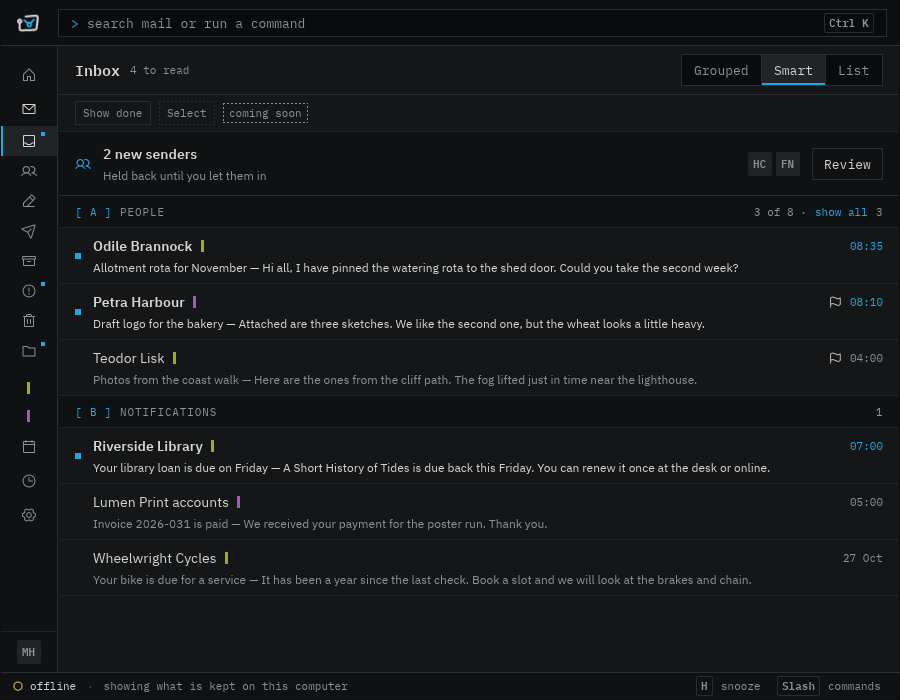 > search mail or run a command Ctrl K
Inbox 4 to read Grouped Smart List
Show done Select coming soon
2 new senders
Held back until you let them in
HC FN Review
[ A ] PEOPLE 3 of 8 · show all 3
Odile Brannock 08:35
Allotment rota for November — Hi all, I have pinned the watering rota to the shed door. Could you take the second week?
Petra Harbour 08:10
Draft logo for the bakery — Attached are three sketches. We like the second one, but the wheat looks a little heavy.
Teodor Lisk 04:00
Photos from the coast walk — Here are the ones from the cliff path. The fog lifted just in time near the lighthouse.
[ B ] NOTIFICATIONS 1
Riverside Library 07:00
Your library loan is due on Friday — A Short History of Tides is due back this Friday. You can renew it once at the desk or online.
Lumen Print accounts 05:00
Invoice 2026-031 is paid — We received your payment for the poster run. Thank you.
Wheelwright Cycles 27 Oct
Your bike is due for a service — It has been a year since the last check. Book a slot and we will look at the brakes and chain.
MH
offline · showing what is kept on this computer H snooze Slash commands